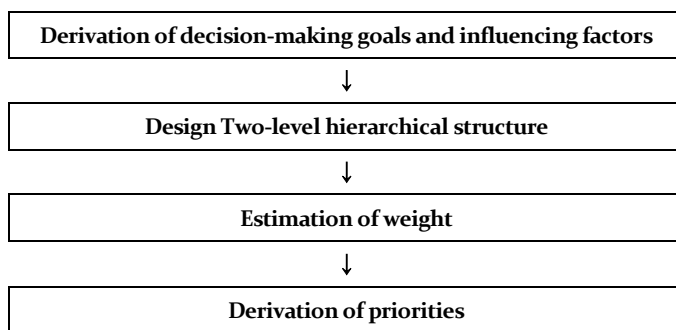 Derivation of decision-making goals and influencing factors
↓
Design Two-level hierarchical structure
↓
Estimation of weight
↓
Derivation of priorities